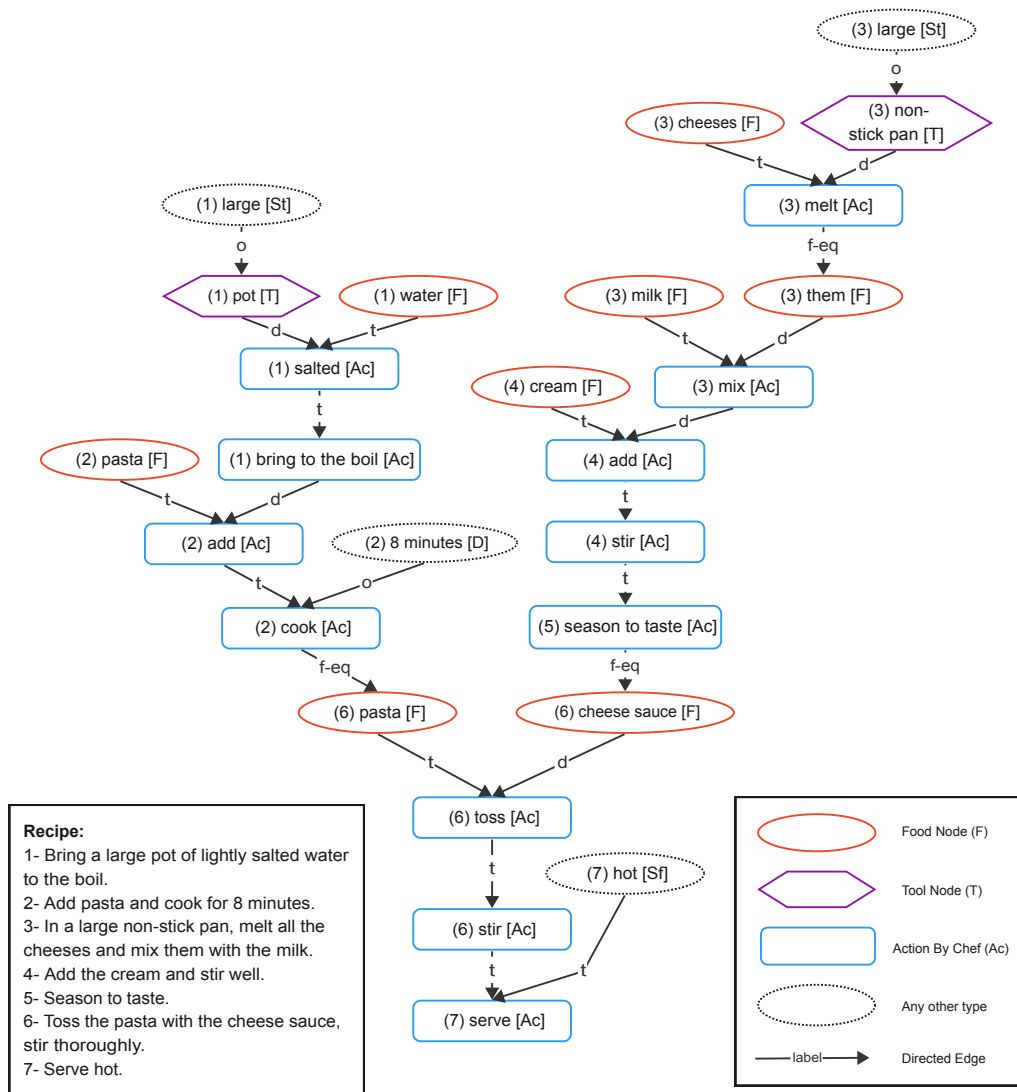 (3) large [St]
o
(3) cheeses [F]
(3) non-
stick pan [T]
t
d
(3) melt [Ac]
(1) large [St]
o
f-eq
(1) pot [T]
(1) water [F]
(3) milk [F]
(3) them [F]
d
t
t
d
(1) salted [Ac]
(4) cream [F]
(3) mix [Ac]
t
t
d
(2) pasta [F]
(1) bring to the boil [Ac]
(4) add [Ac]
t
d
t
(2) add [Ac]
(2) 8 minutes [D]
(4) stir [Ac]
t
o
t
(2) cook [Ac]
(5) season to taste [Ac]
f-eq
f-eq
(6) pasta [F]
(6) cheese sauce [F]
t
d
(6) toss [Ac]
t
(7) hot [Sf]
(6) stir [Ac]
t
t
(7) serve [Ac]
Recipe:
1- Bring a large pot of lightly salted water
to the boil.
2- Add pasta and cook for 8 minutes.
3- In a large non-stick pan, melt all the
cheeses and mix them with the milk.
4- Add the cream and stir well.
5- Season to taste.
6- Toss the pasta with the cheese sauce,
stir thoroughly.
7- Serve hot.
Food Node (F)
Tool Node (T)
Action By Chef (Ac)
Any other type
label
Directed Edge